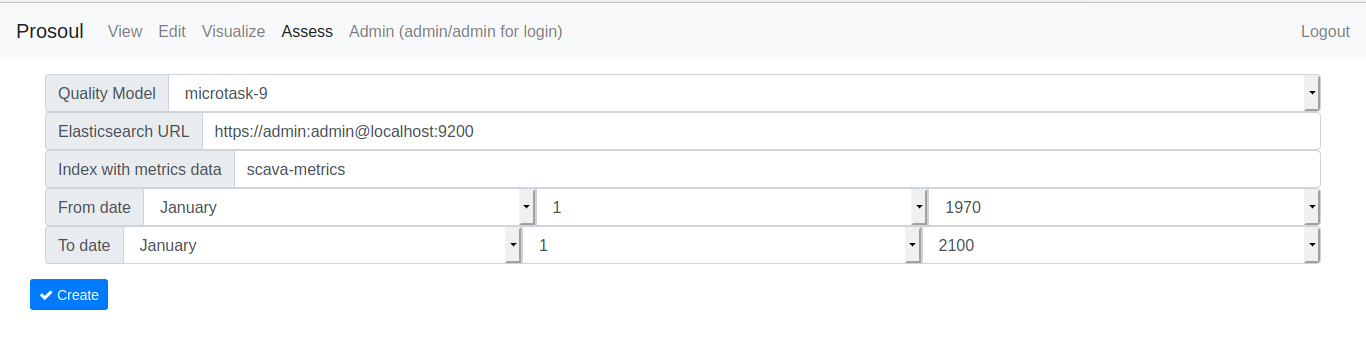 Prosoul View Edit Visualize Assess Admin (admin/admin for login) Logout
Quality Model microtask-9
Elasticsearch URL https://admin:admin@localhost:9200
Index with metrics data scava-metrics
From date January 1 1970
To date January 1 2100
Create